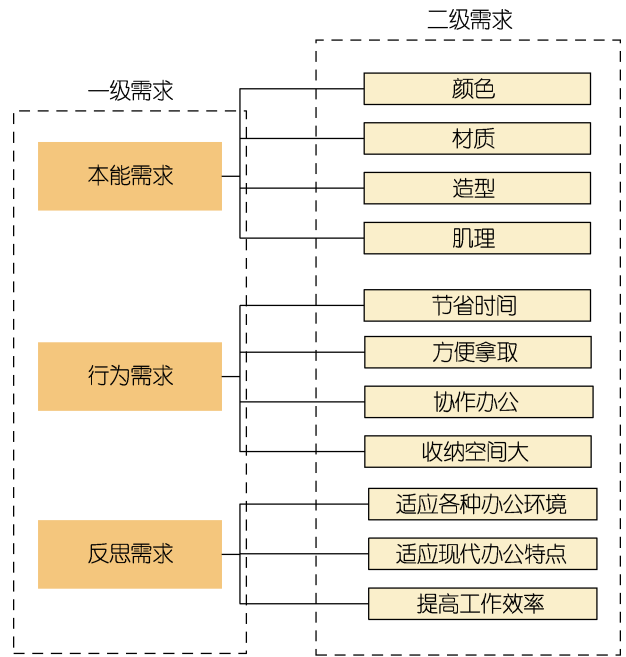 二级需求
一级需求
颜色
材质
本能需求
造型
肌理
节省时间
方便拿取
行为需求
协作办公
收纳空间大
适应各种办公环境
反思需求
适应现代办公特点
提高工作效率